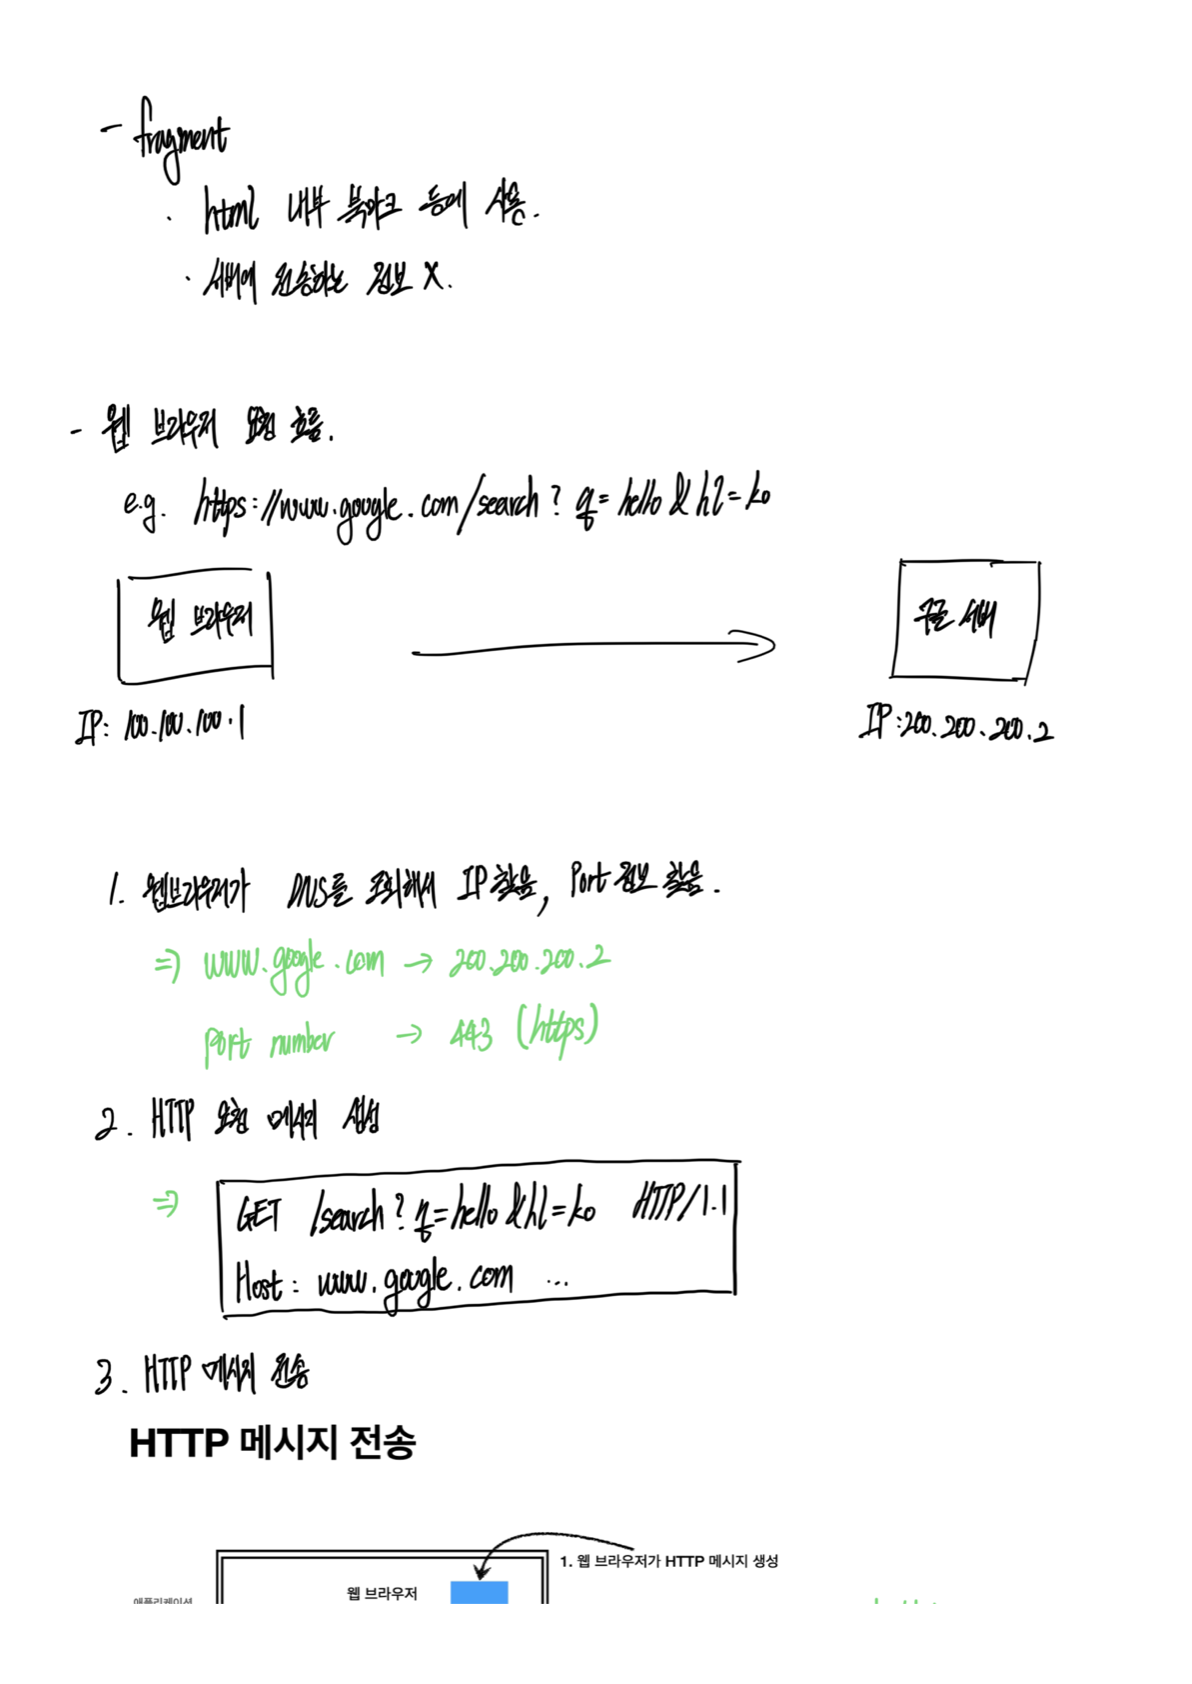 - fragment
· html 내부 북마크 등에 사용.
· 서버에 전송하는 정보 X.
- 웹 브라우저 요청 흐름.
e.g. https://www.google.com/search?q=hello&hl=ko
웹 브라우저
구글 서버
IP: 100.100.100.1
IP: 200.200.200.2
1. 웹브라우저가 DNS를 조회해서 IP 찾음, Port 정보 찾음.
⇒ www.google.com → 200.200.200.2
port number → 443 (https)
2. HTTP 요청 메시지 생성
⇒ GET /search?q=hello&hl=ko HTTP/1.1
Host: www.google.com ...
3. HTTP 메시지 전송
HTTP 메시지 전송
1. 웹 브라우저가 HTTP 메시지 생성
웹 브라우저
애플리케이션